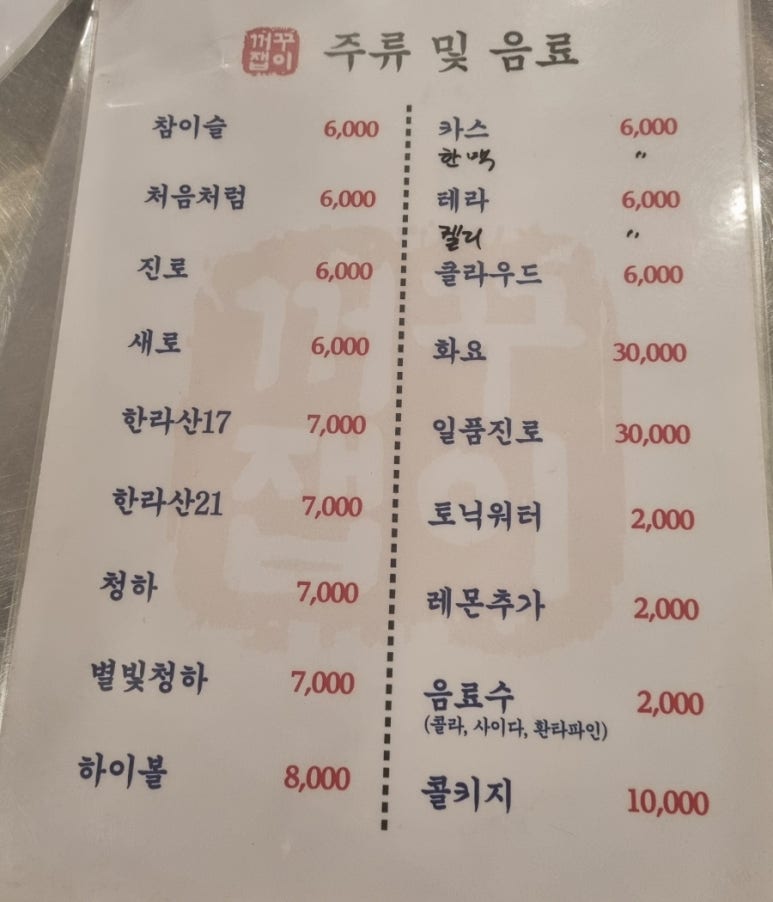 꺼꾸
잽이
주류 및 음료
참이슬 6,000
처음처럼 6,000
진로 6,000
새로 6,000
한라산17 7,000
한라산21 7,000
청하 7,000
별빛청하 7,000
하이볼 8,000
카스 6,000
한맥 "
테라 6,000
켈리 "
클라우드 6,000
화요 30,000
일품진로 30,000
토닉워터 2,000
레몬추가 2,000
음료수 2,000
(콜라, 사이다, 환타파인)
콜키지 10,000